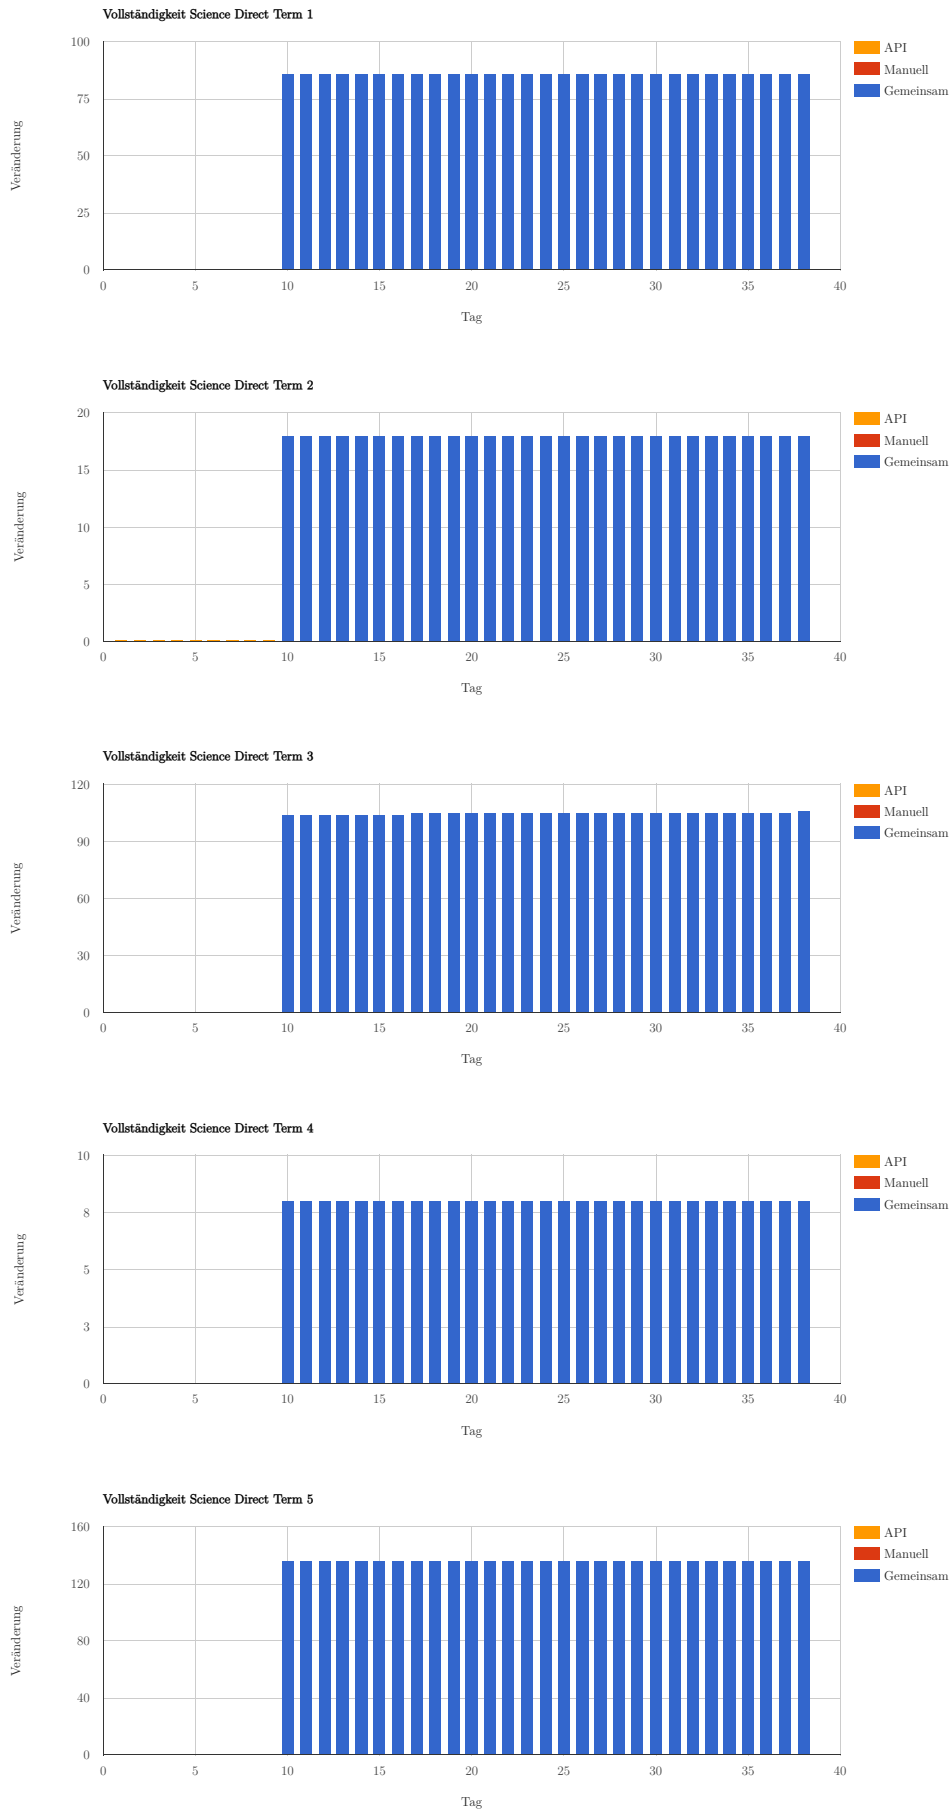 Vollständigkeit Science Direct Term 1
100
75
50
25
0
0 5 10 15 20 25 30 35 40
Veränderung
Tag
API
Manuell
Gemeinsam
Vollständigkeit Science Direct Term 2
20
15
10
5
0
0 5 10 15 20 25 30 35 40
Veränderung
Tag
API
Manuell
Gemeinsam
Vollständigkeit Science Direct Term 3
120
90
60
30
0
0 5 10 15 20 25 30 35 40
Veränderung
Tag
API
Manuell
Gemeinsam
Vollständigkeit Science Direct Term 4
10
8
5
3
0
0 5 10 15 20 25 30 35 40
Veränderung
Tag
API
Manuell
Gemeinsam
Vollständigkeit Science Direct Term 5
160
120
80
40
0
0 5 10 15 20 25 30 35 40
Veränderung
Tag
API
Manuell
Gemeinsam